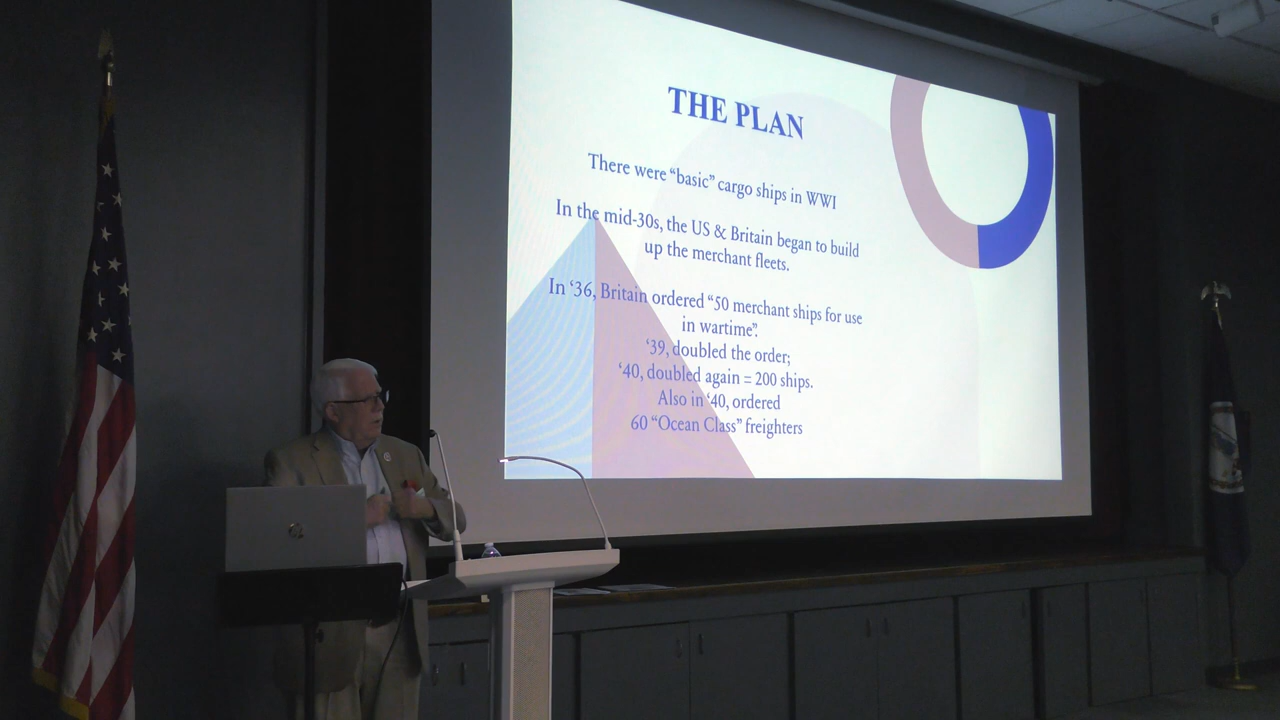 THE PLAN
There were “basic” cargo ships in WWI
In the mid-30s, the US & Britain began to build
up the merchant fleets.
In ‘36, Britain ordered “50 merchant ships for use
in wartime”.
‘39, doubled the order;
‘40, doubled again = 200 ships.
Also in ‘40, ordered
60 “Ocean Class” freighters